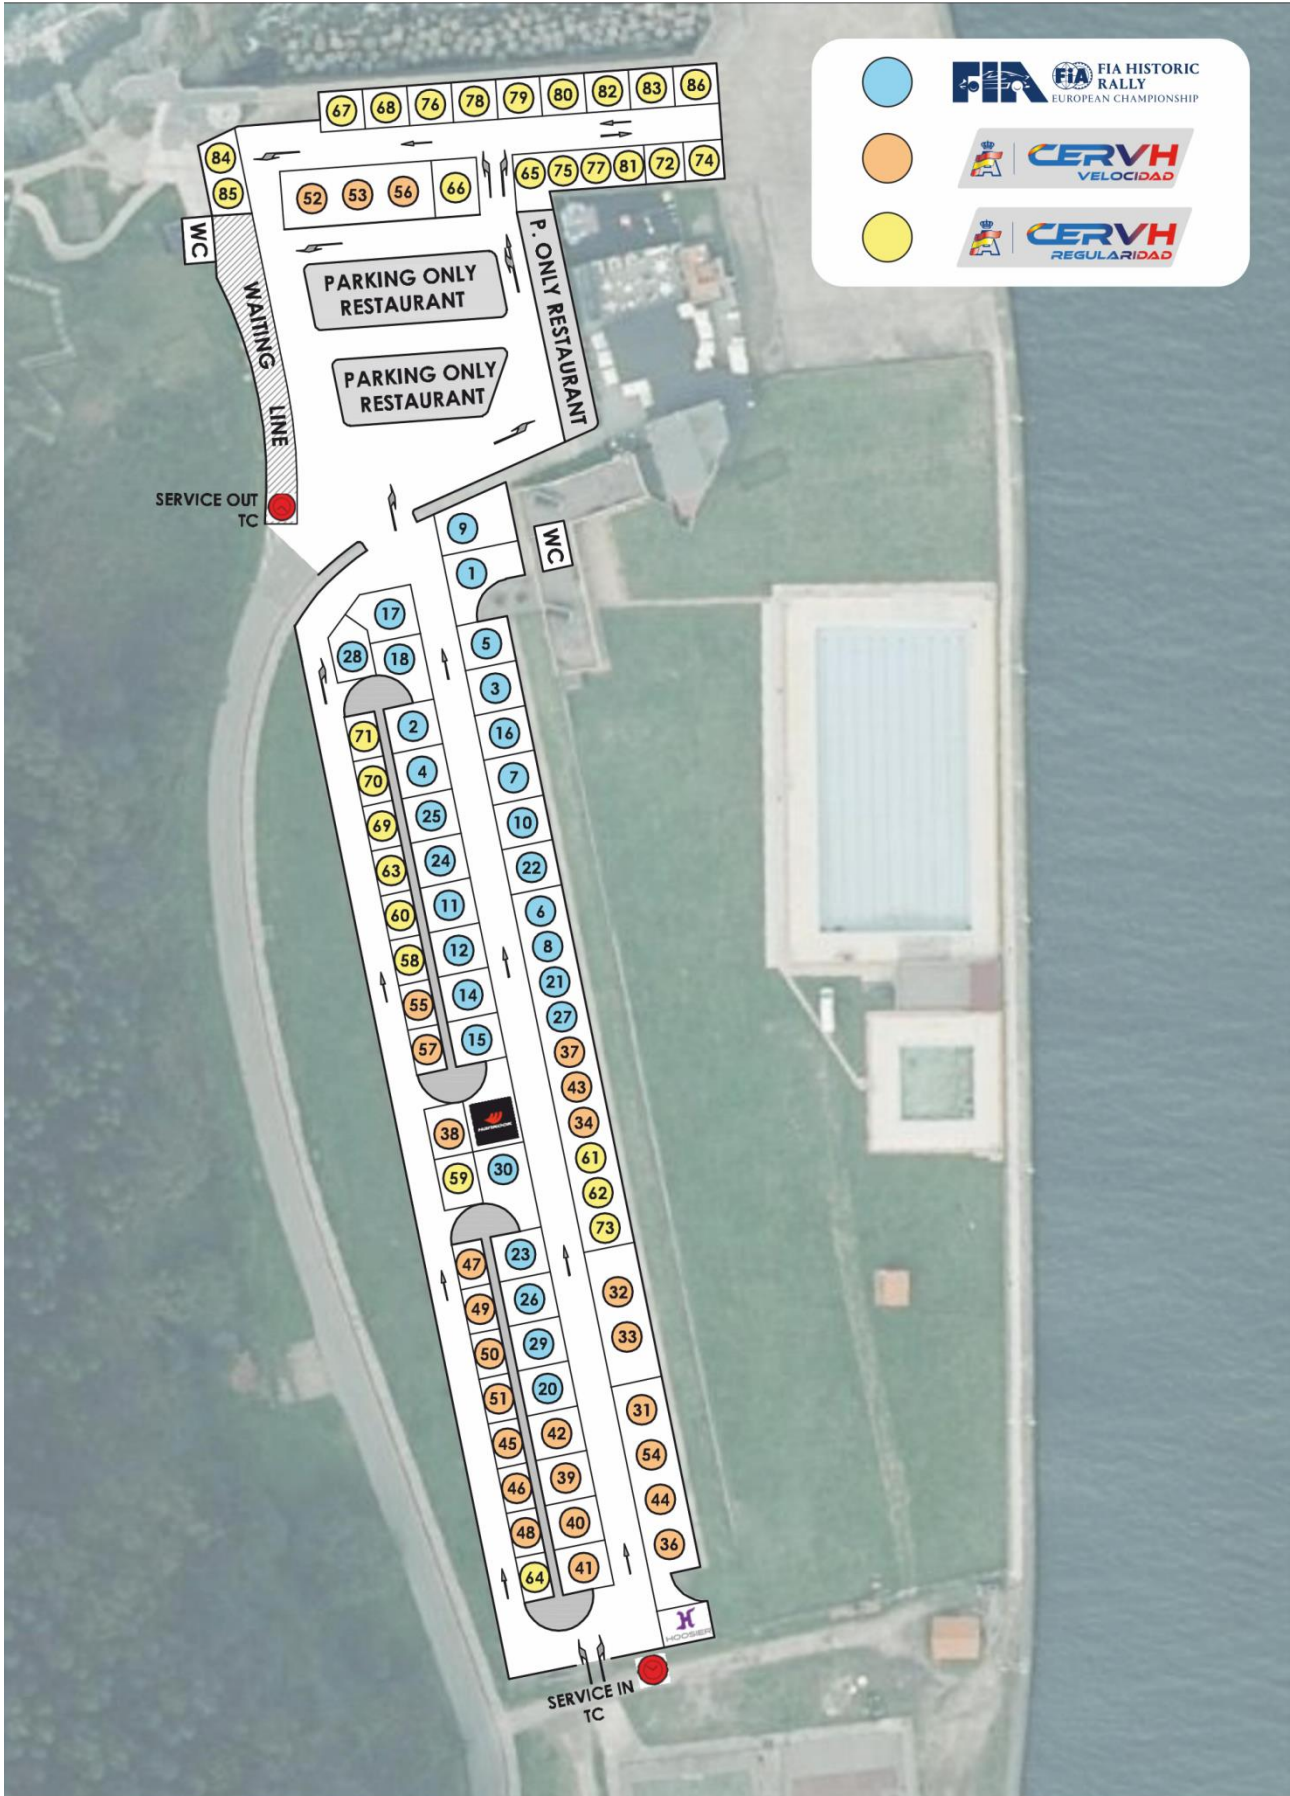 FIA
FIA
FIA HISTORIC
RALLY
EUROPEAN CHAMPIONSHIP
CERVH
VELOCIDAD
CERVH
REGULARIDAD
67 68 76 78 79 80 82 83 86
84
85
52 53 56 66
65 75 77 81 72 74
WC
WAITING LINE
PARKING ONLY
RESTAURANT
P. ONLY RESTAURANT
PARKING ONLY
RESTAURANT
SERVICE OUT
TC
9
WC
1
17
28 18
5
3
71 2
16
70 4
7
69 25
10
63 24
22
60 11
6
58 12
8
55 14
21
27
57 15
37
43
38 HANKOOK
34
59 30
61
62
73
47 23
49 26
32
50 29
33
51 20
31
45 42
54
46 39
44
48 40
36
64 41
HOOSIER
SERVICE IN
TC